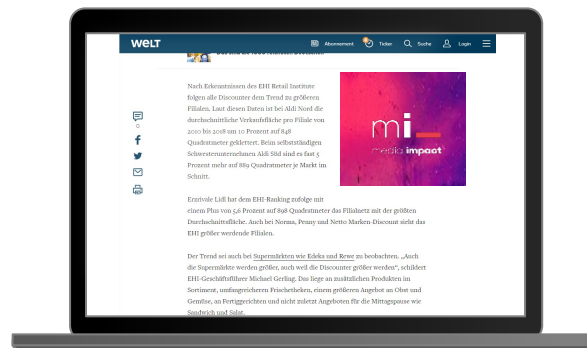 welt
Abonnement
Ticker
Suche
Login
Nach Erkenntnissen des EHI Retail Institute
folgen alle Discounter dem Trend zu größeren
Filialen. Laut diesen Daten ist bei Aldi Nord die
durchschnittliche Verkaufsfläche pro Filiale von
2010 bis 2018 um 10 Prozent auf 848
Quadratmeter geklettert. Beim selbstständigen
Schwesterunternehmen Aldi Süd sind es fast 5
Prozent mehr auf 889 Quadratmeter je Markt im
Schnitt.
mi_
media impact
0
Erzrivale Lidl hat dem EHI-Ranking zufolge mit
einem Plus von 5,6 Prozent auf 898 Quadratmeter das Filialnetz mit der größten
Durchschnittsfläche. Auch bei Norma, Penny und Netto Marken-Discount sieht das
EHI größer werdende Filialen.
Der Trend sei auch bei Supermärkten wie Edeka und Rewe zu beobachten. „Auch
die Supermärkte werden größer, auch weil die Discounter größer werden“, schildert
EHI-Geschäftsführer Michael Gerling. Das liege an zusätzlichen Produkten im
Sortiment, umfangreicheren Frischetheken, einem größeren Angebot an Obst und
Gemüse, an Fertiggerichten und nicht zuletzt Angeboten für die Mittagspause wie
Sandwich und Salat.